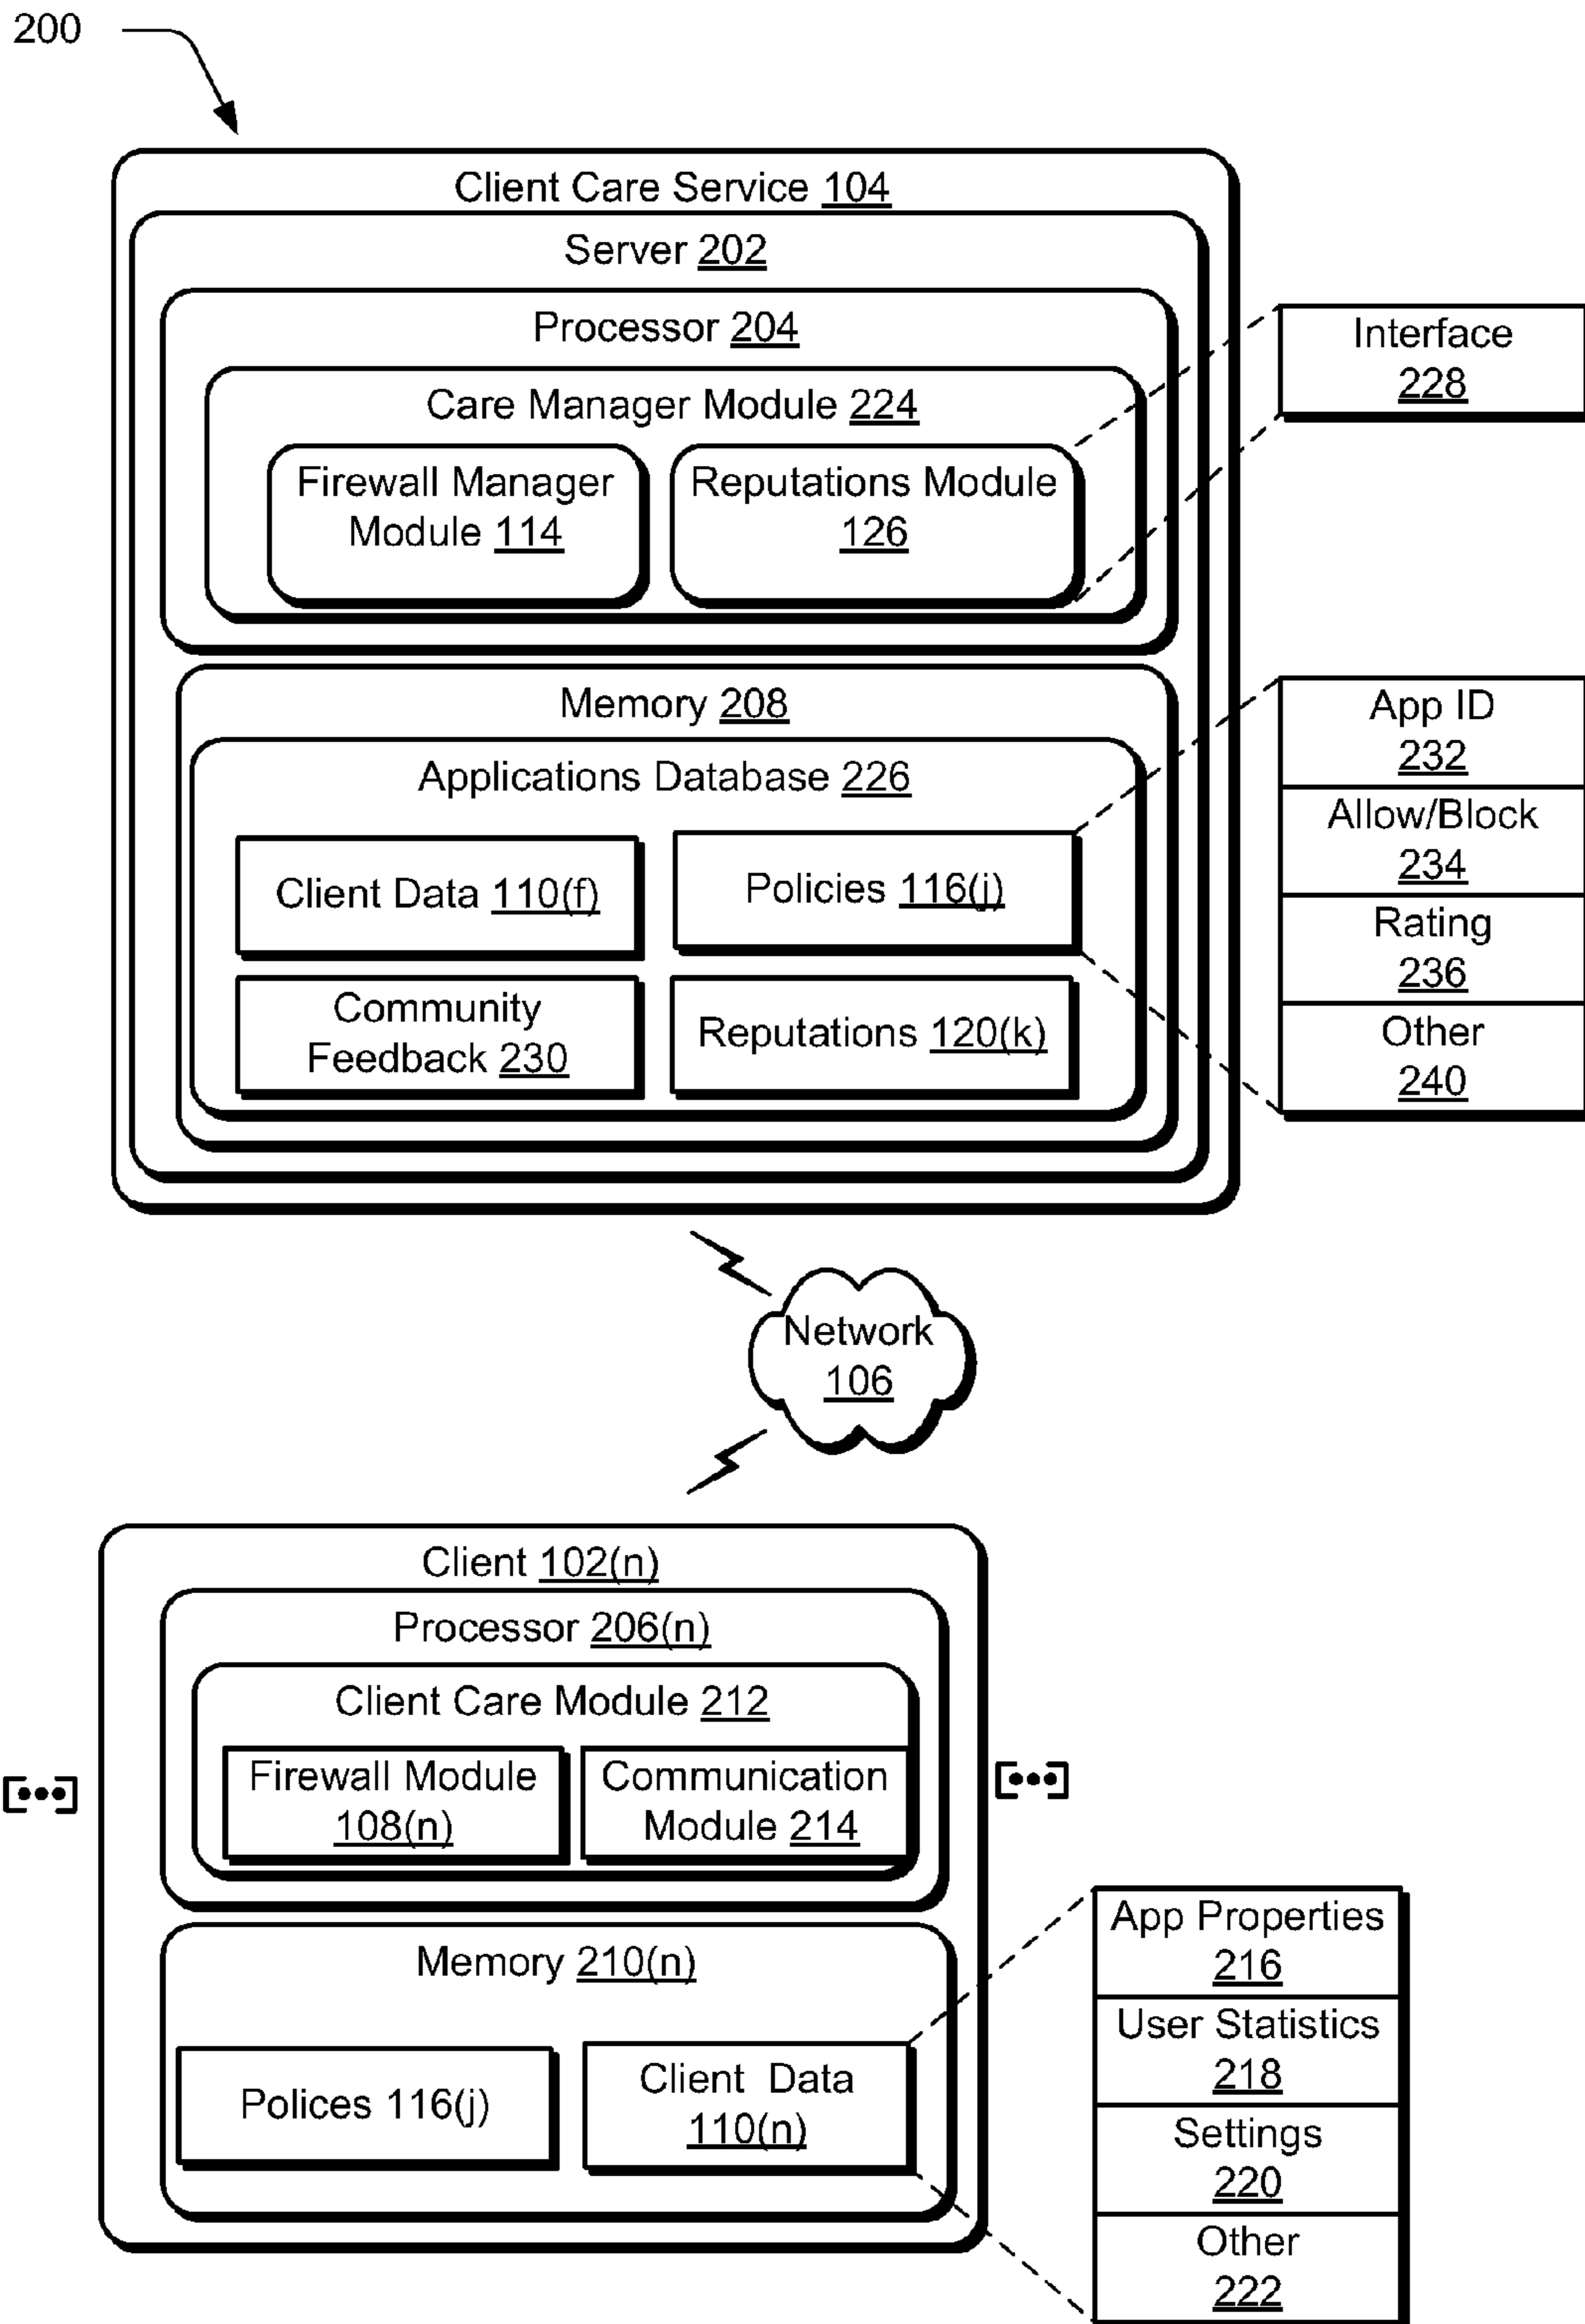 200
Client Care Service 104
Server 202
Processor 204
Care Manager Module 224
Firewall Manager
Module 114
Reputations Module
126
Interface
228
Memory 208
Applications Database 226
Client Data 110(f)
Policies 116(j)
Community
Feedback 230
Reputations 120(k)
App ID
232
Allow/Block
234
Rating
236
Other
240
Network
106
Client 102(n)
Processor 206(n)
Client Care Module 212
Firewall Module
108(n)
Communication
Module 214
[•••]
[•••]
Memory 210(n)
Polices 116(j)
Client Data
110(n)
App Properties
216
User Statistics
218
Settings
220
Other
222